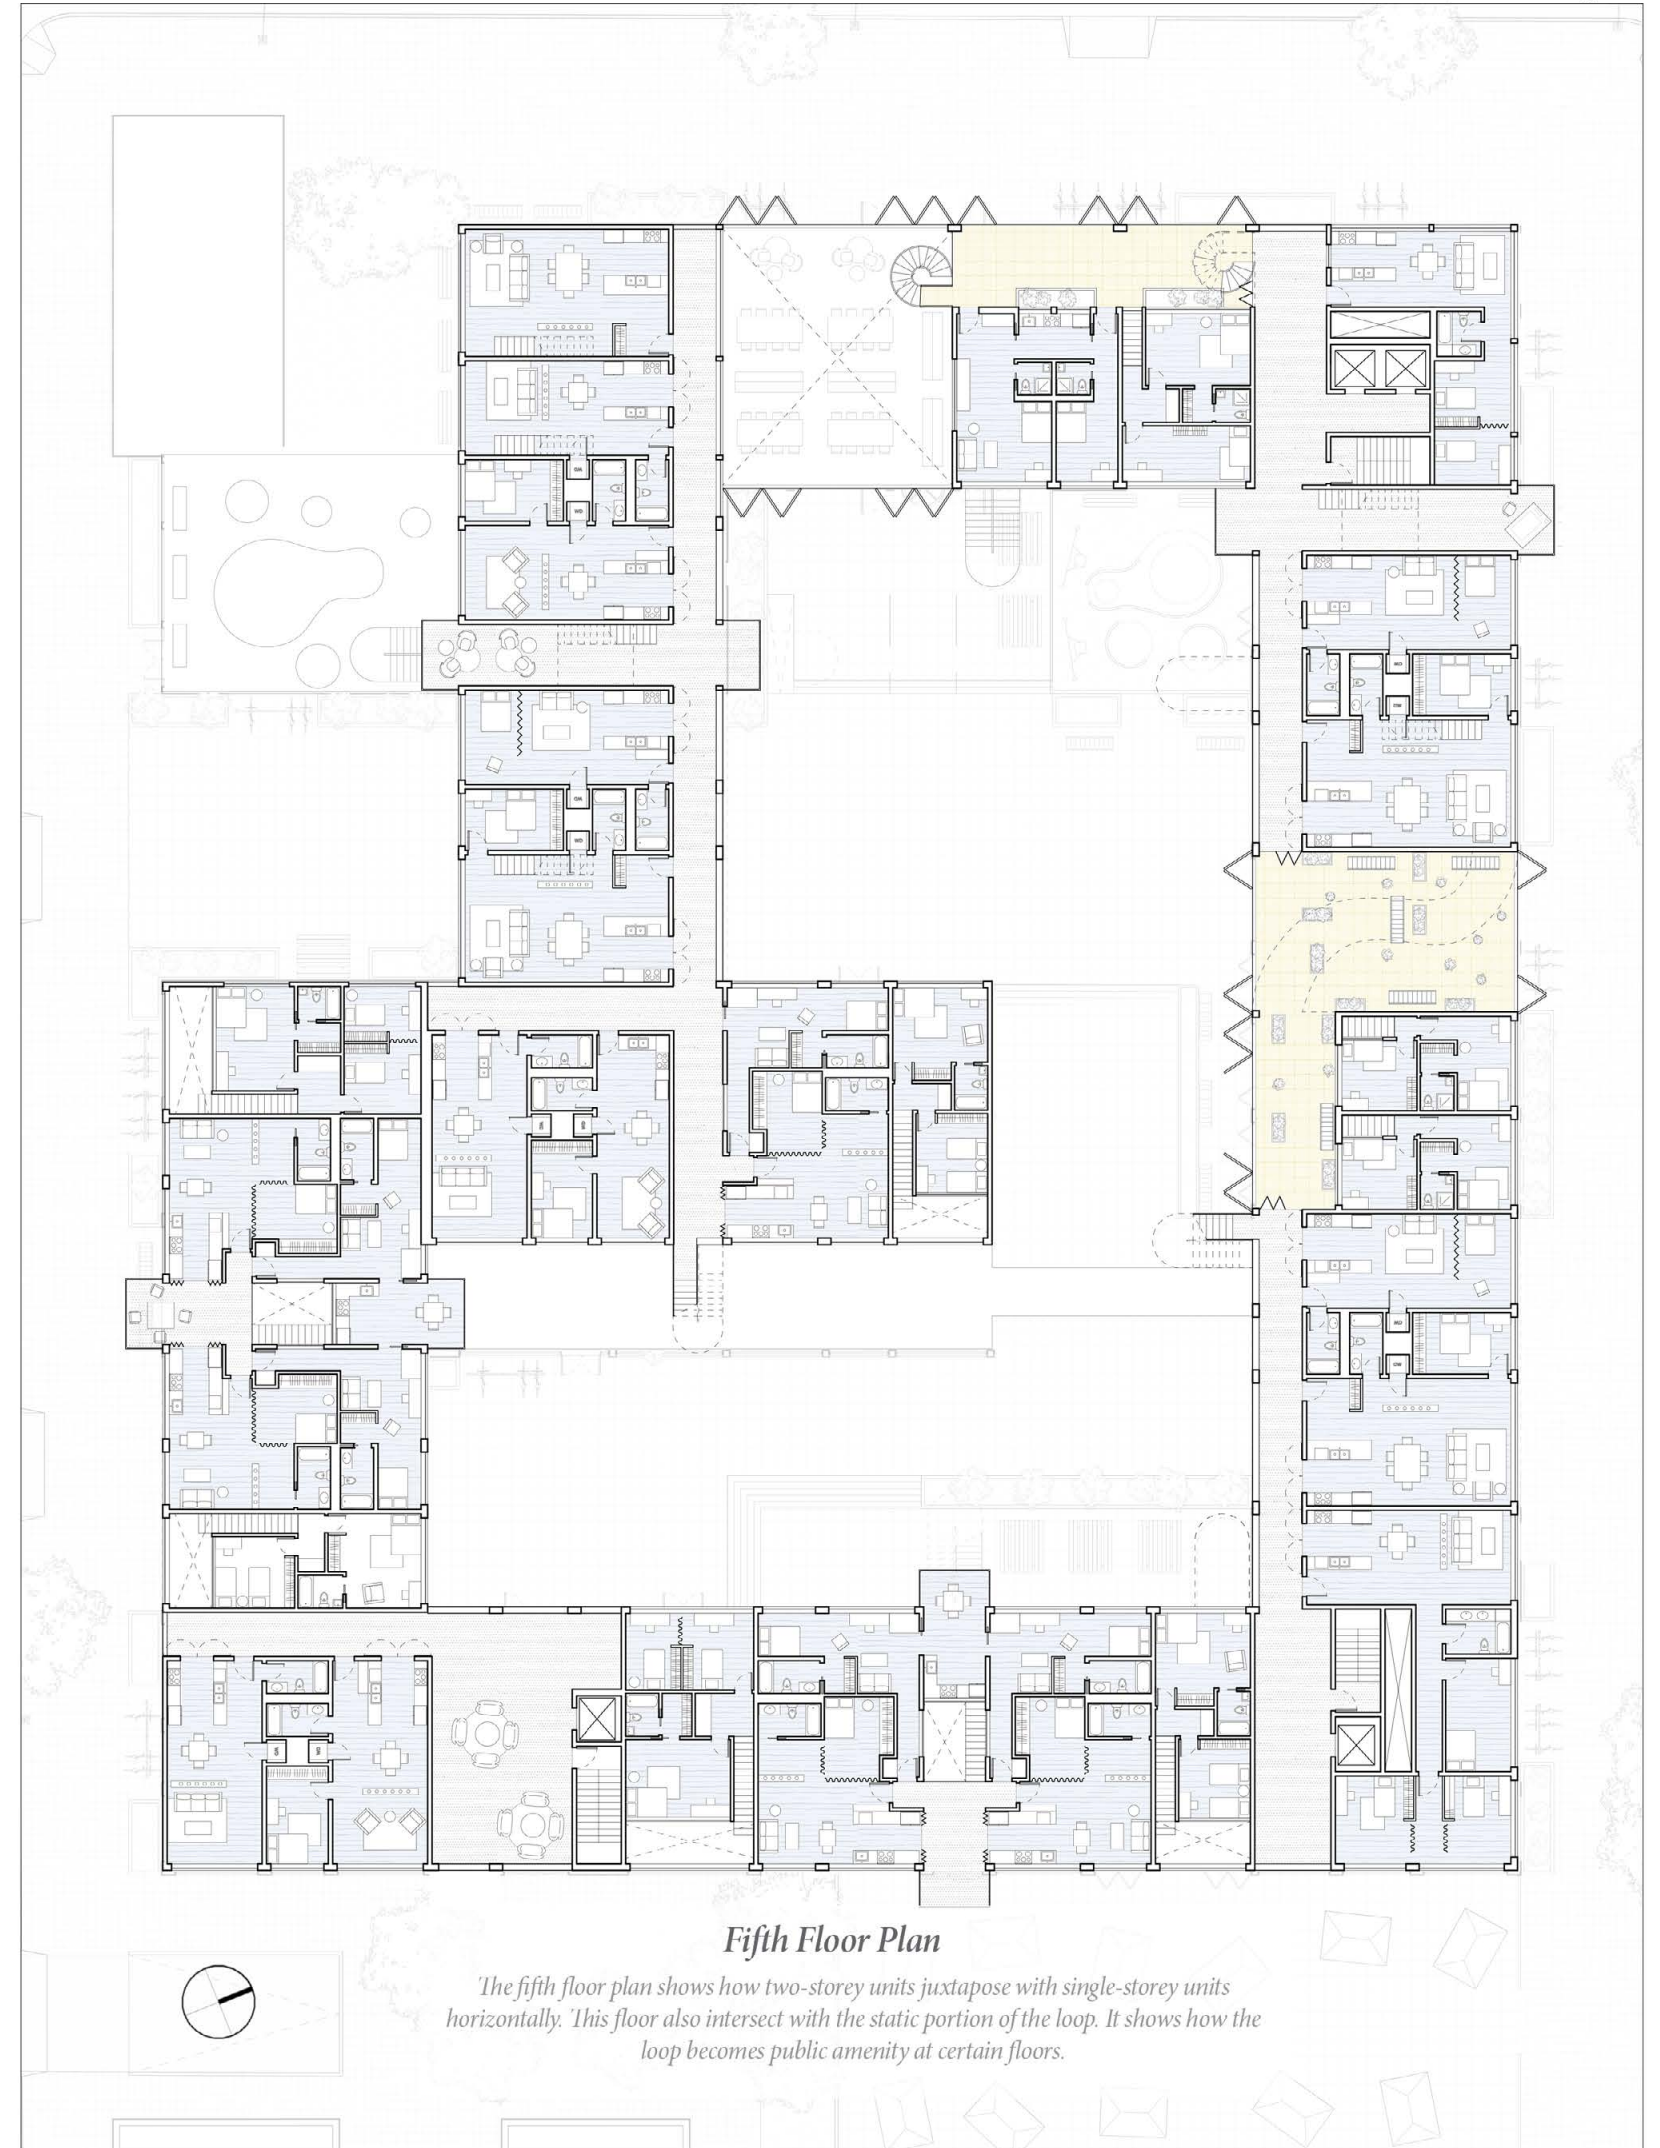 Fifth Floor Plan
The fifth floor plan shows how two-storey units juxtapose with single-storey units
horizontally. This floor also intersect with the static portion of the loop. It shows how the
loop becomes public amenity at certain floors.